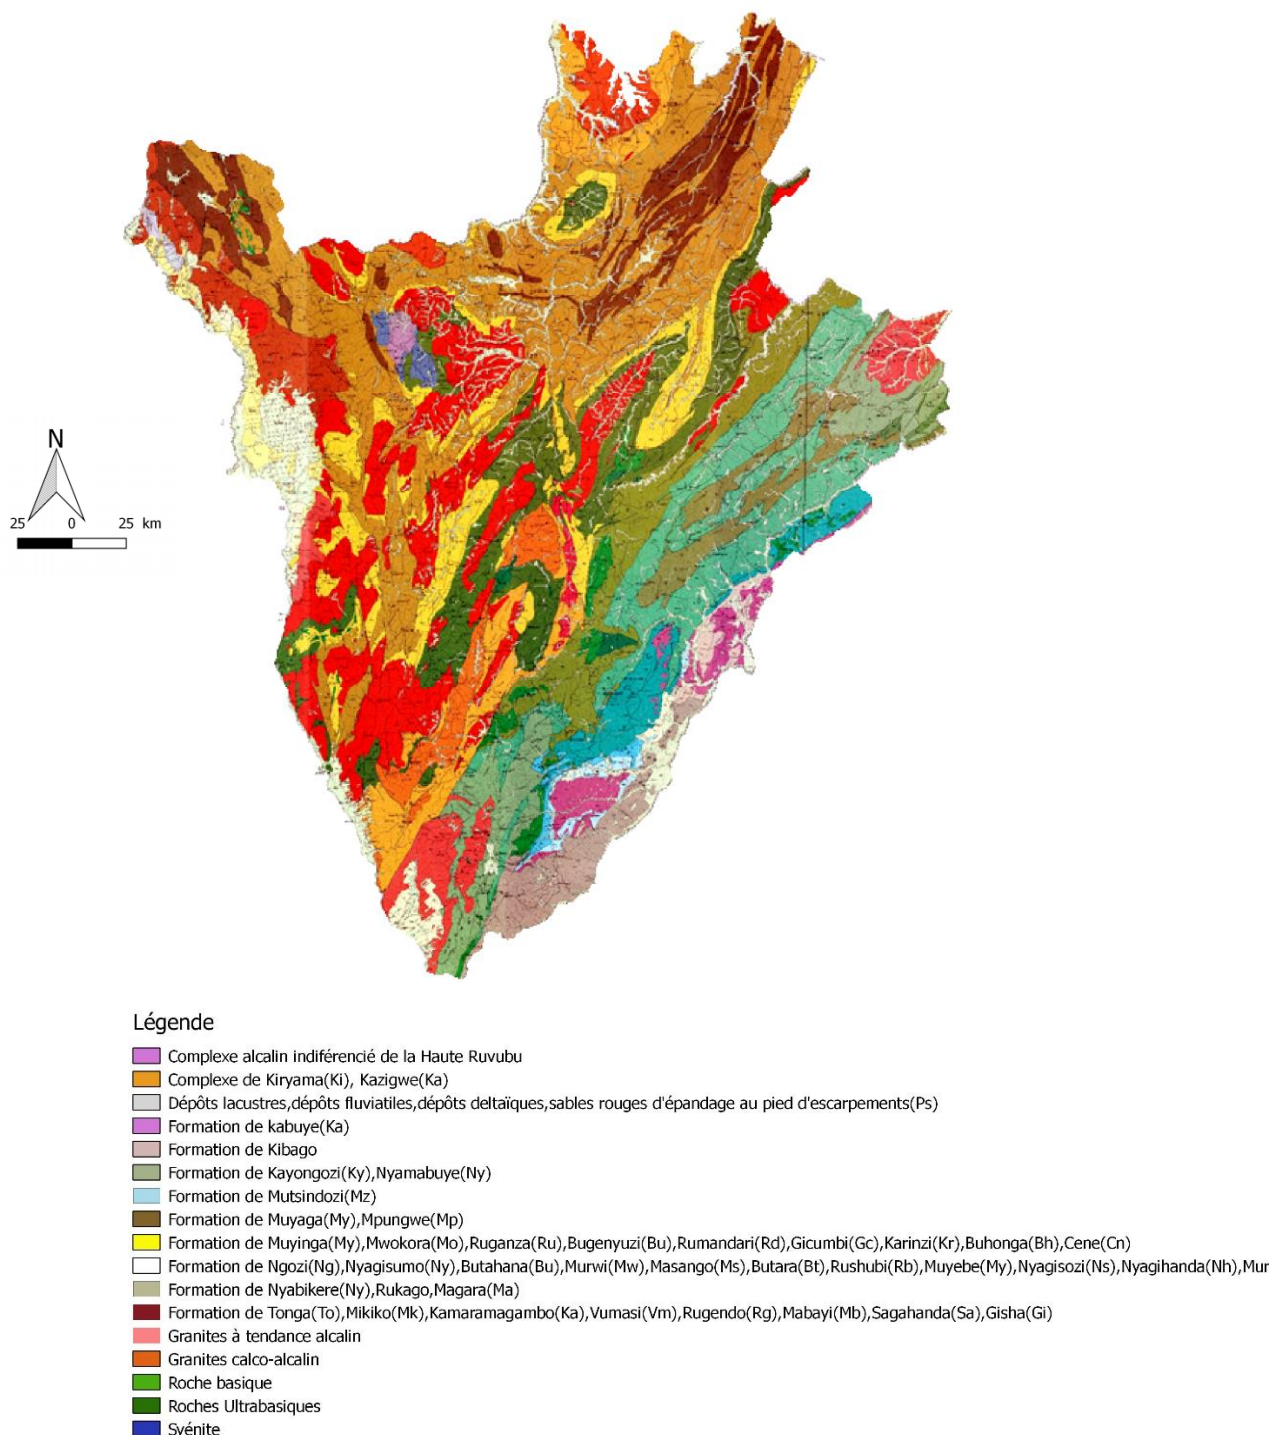 N
25 0 25 km
Légende
Complexe alcalin indiférencié de la Haute Ruvubu
Complexe de Kiryama(Ki), Kazigwe(Ka)
Dépôts lacustres,dépôts fluviatiles,dépôts deltaïques,sables rouges d'épandage au pied d'escarpements(Ps)
Formation de kabuye(Ka)
Formation de Kibago
Formation de Kayongozi(Ky),Nyamabuye(Ny)
Formation de Mutsindozi(Mz)
Formation de Muyaga(My),Mpungwe(Mp)
Formation de Muyinga(My),Mwokora(Mo),Ruganza(Ru),Bugenyuzi(Bu),Rumandari(Rd),Gicumbi(Gc),Karinzi(Kr),Buhonga(Bh),Cene(Cn)
Formation de Ngozi(Ng),Nyagisumo(Ny),Butahana(Bu),Murwi(Mw),Masango(Ms),Butara(Bt),Rushubi(Rb),Muyebe(My),Nyagisozi(Ns),Nyagihanda(Nh),Mur
Formation de Nyabikere(Ny),Rukago,Magara(Ma)
Formation de Tonga(To),Mikiko(Mk),Kamaramagambo(Ka),Vumasi(Vm),Rugendo(Rg),Mabayi(Mb),Sagahanda(Sa),Gisha(Gi)
Granites à tendance alcalin
Granites calco-alcalin
Roche basique
Roches Ultrabasiques
Syénite